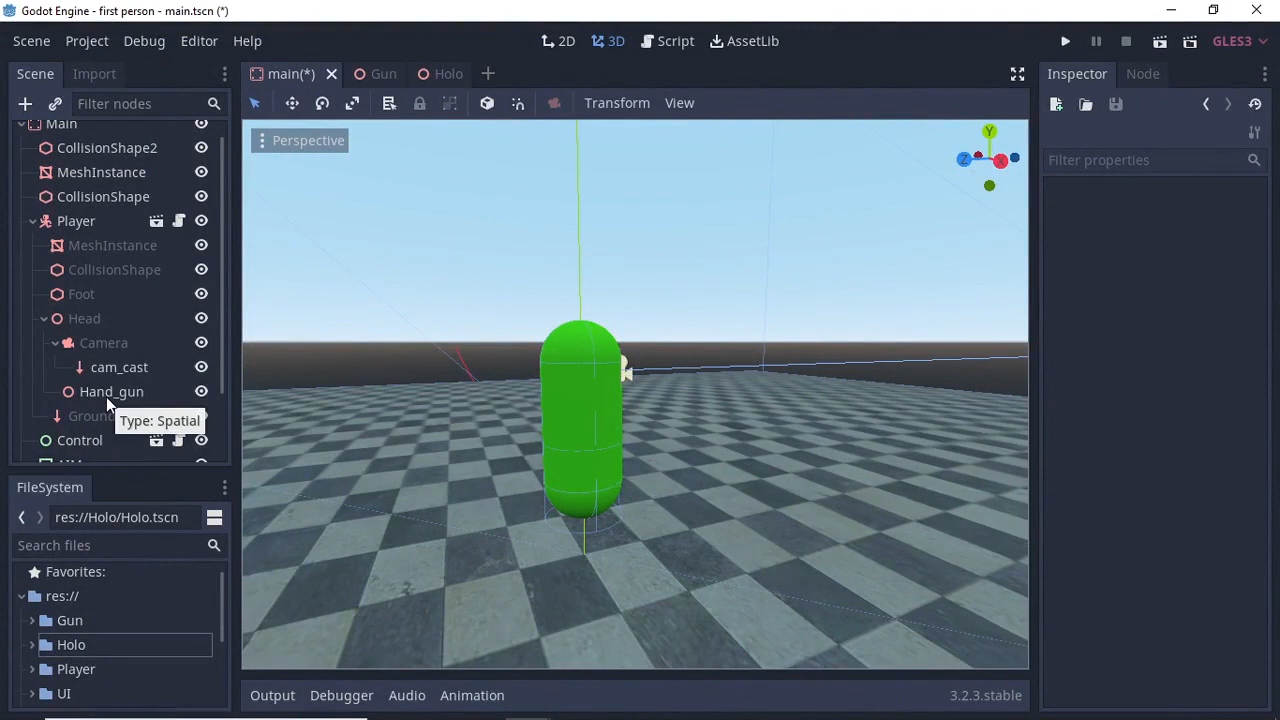 Godot Engine - first person - main.tscn (*)
Scene Project Debug Editor Help
2D 3D Script AssetLib
GLES3
Scene Import
main(*) Gun Holo
Inspector Node
Filter nodes
Transform View
Perspective
Y
Z X
Filter properties
Main
CollisionShape2
MeshInstance
CollisionShape
Player
MeshInstance
CollisionShape
Foot
Head
Camera
cam_cast
Hand_gun
Type: Spatial
Control
FileSystem
res://Holo/Holo.tscn
Search files
Favorites:
res://
Gun
Holo
Player
UI
Output Debugger Audio Animation
3.2.3.stable